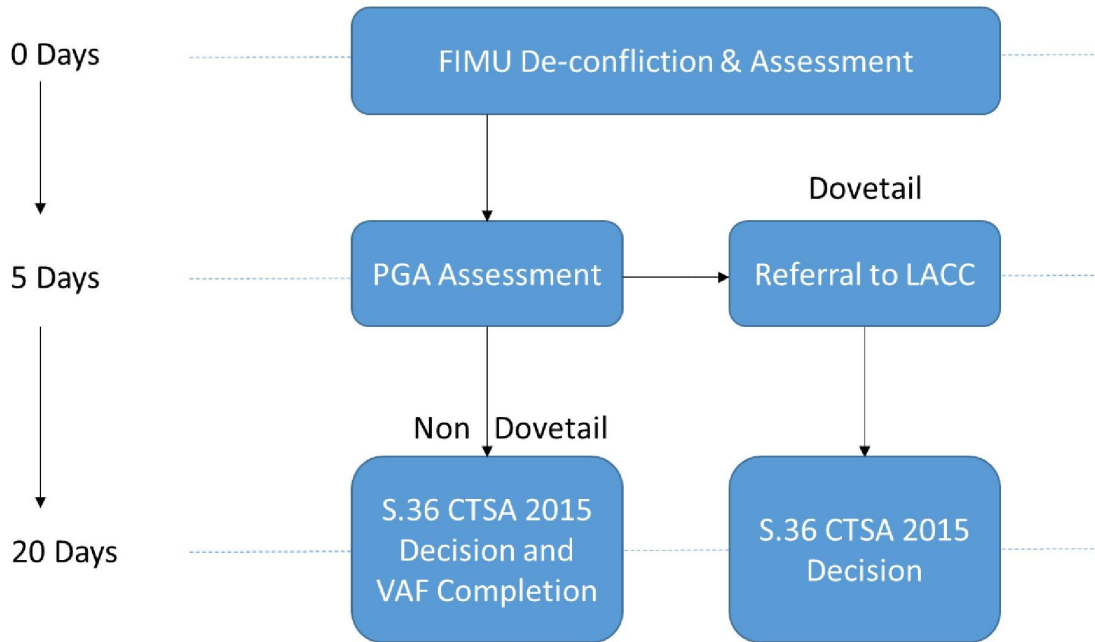 0 Days
FIMU De-confliction & Assessment
Dovetail
5 Days
PGA Assessment
Referral to LACC
Non Dovetail
20 Days
S.36 CTSA 2015
Decision and
VAF Completion
S.36 CTSA 2015
Decision